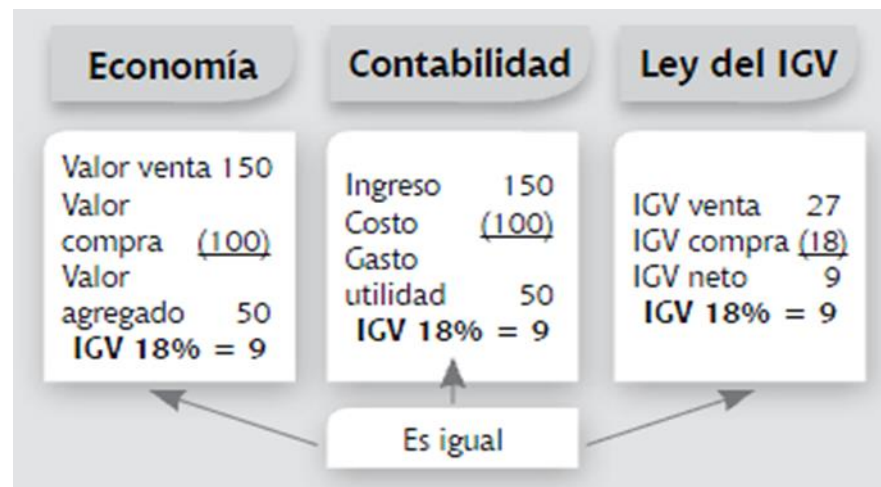 Economía
Valor venta 150
Valor
compra (100)
Valor
agregado 50
IGV 18% = 9
Contabilidad
Ingreso 150
Costo (100)
Gasto
utilidad 50
IGV 18% = 9
Ley del IGV
IGV venta 27
IGV compra (18)
IGV neto 9
IGV 18% = 9
Es igual